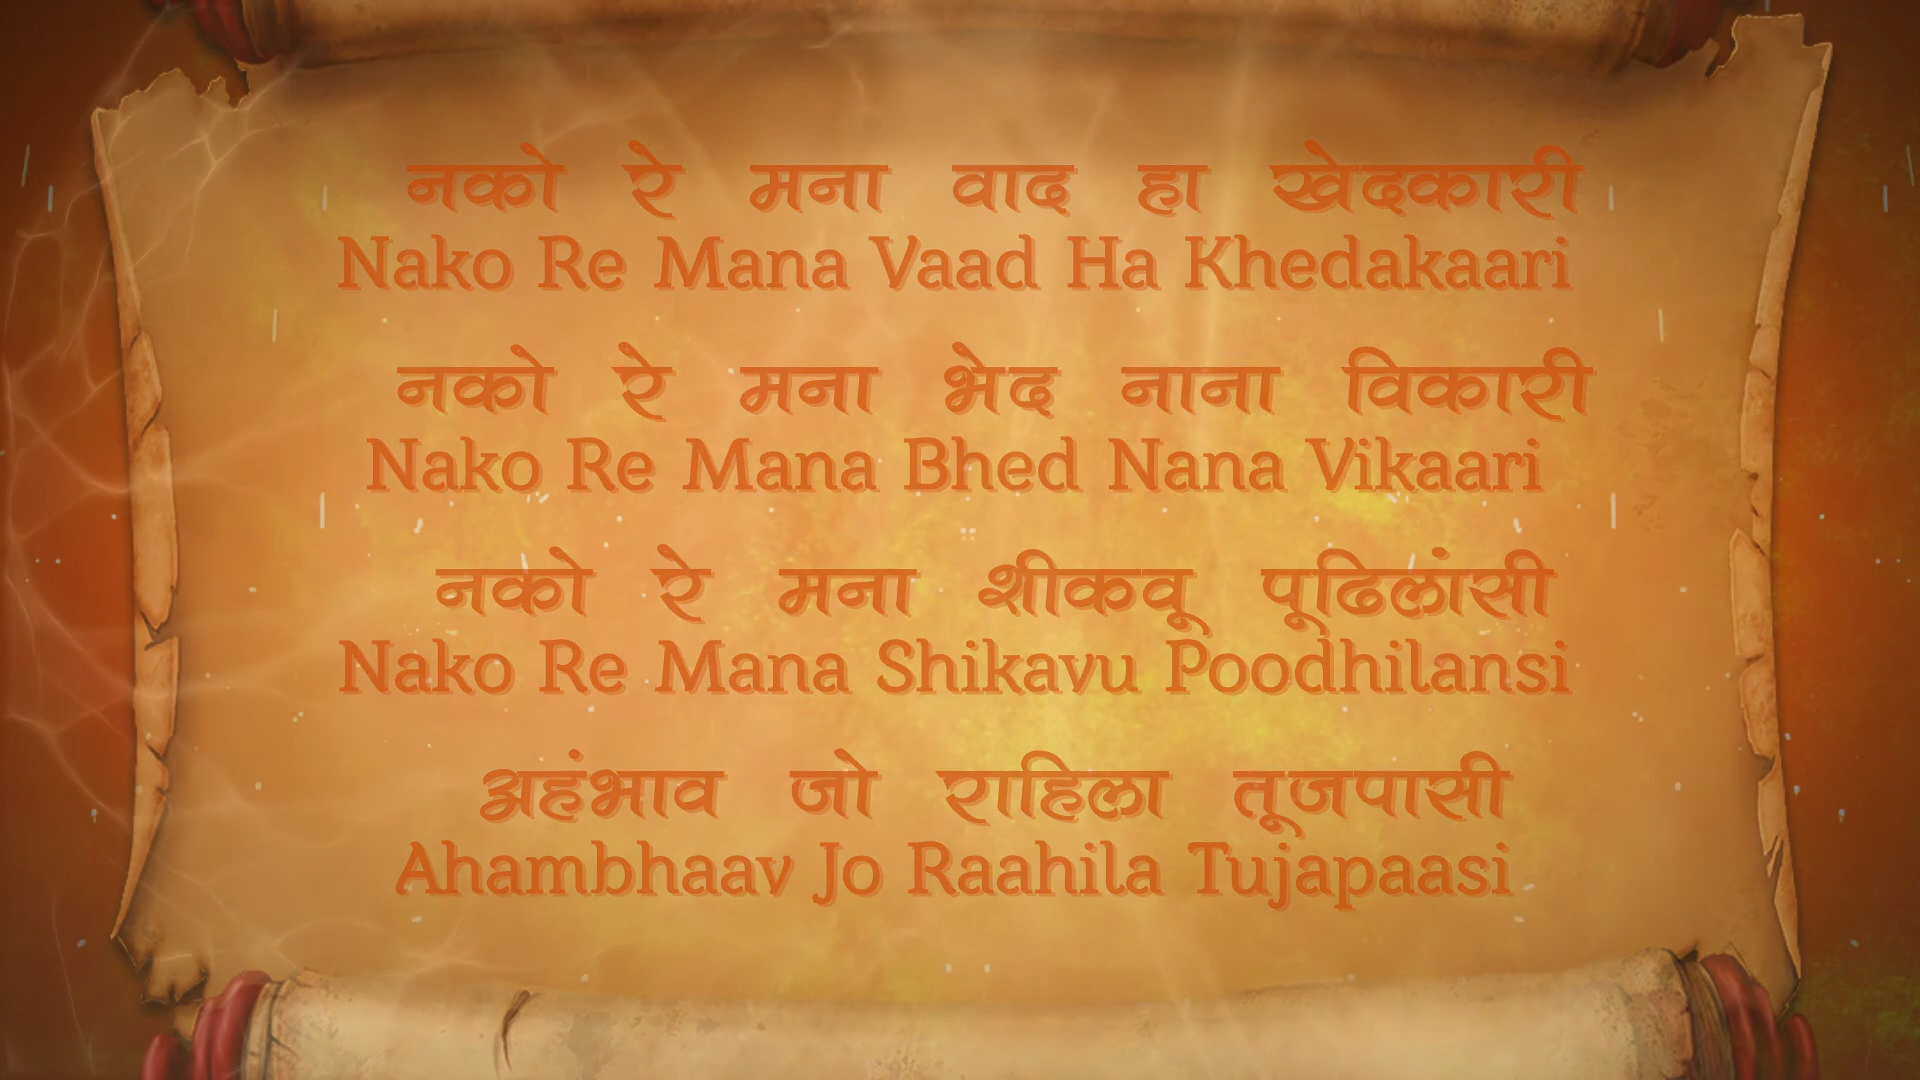 नको रे मना वाद हा खेदकारी
Nako Re Mana Vaad Ha Khedakaari
नको रे मना भेद नाना विकारी
Nako Re Mana Bhed Nana Vikaari
नको रे मना शीकवू पूढिलांसी
Nako Re Mana Shikavu Poodhilansi
अहंभाव जो राहिला तूजपासी
Ahambhaav Jo Raahila Tujapaasi